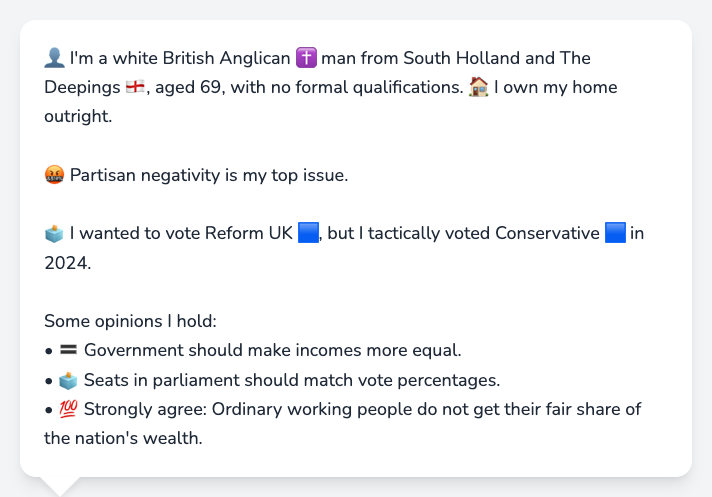 👤 I'm a white British Anglican ✝️ man from South Holland and The
Deepings 🏴󠁧󠁢󠁥󠁮󠁧󠁿, aged 69, with no formal qualifications. 🏠 I own my home
outright.
🤬 Partisan negativity is my top issue.
🗳️ I wanted to vote Reform UK 🟦, but I tactically voted Conservative 🟦 in
2024.
Some opinions I hold:
• 🟰 Government should make incomes more equal.
• 🗳️ Seats in parliament should match vote percentages.
• 💯 Strongly agree: Ordinary working people do not get their fair share of
the nation's wealth.